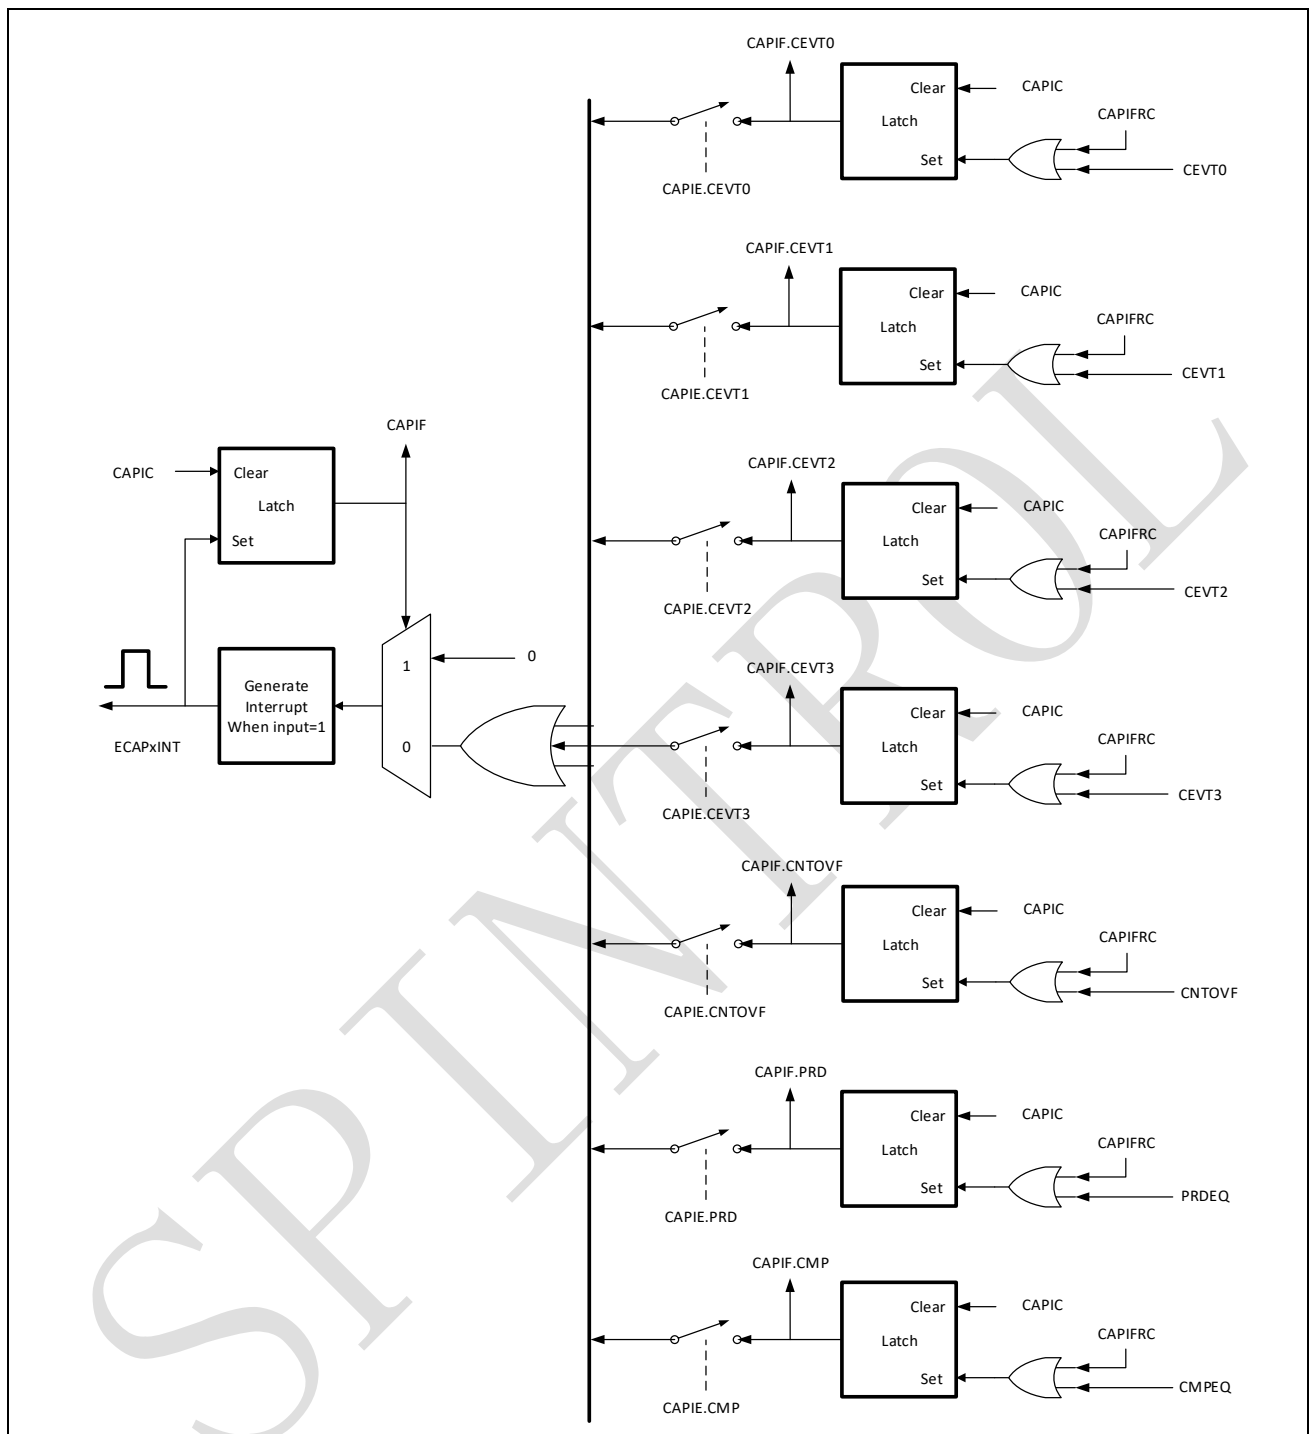 CAPIF.CEVT0
Clear
CAPIC
Latch
CAPIFRC
Set
CEVT0
CAPIE.CEVT0
CAPIF.CEVT1
Clear
CAPIC
Latch
CAPIFRC
Set
CEVT1
CAPIE.CEVT1
CAPIF
CAPIC
Clear
Latch
Set
CAPIF.CEVT2
Clear
CAPIC
Latch
CAPIFRC
Set
CEVT2
CAPIE.CEVT2
1
0
0
Generate
Interrupt
When input=1
ECAPxINT
CAPIF.CEVT3
Clear
CAPIC
Latch
CAPIFRC
Set
CEVT3
CAPIE.CEVT3
CAPIF.CNTOVF
Clear
CAPIC
Latch
CAPIFRC
Set
CNTOVF
CAPIE.CNTOVF
CAPIF.PRD
Clear
CAPIC
Latch
CAPIFRC
Set
PRDEQ
CAPIE.PRD
CAPIF.CMP
Clear
CAPIC
Latch
CAPIFRC
Set
CMPEQ
CAPIE.CMP
SPINTROL